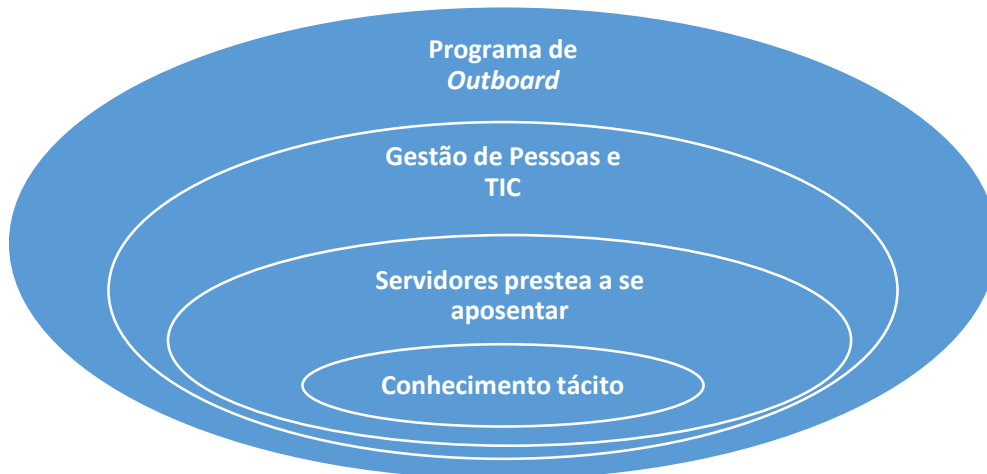 Programa de
Outboard
Gestão de Pessoas e
TIC
Servidores prestea a se
aposentar
Conhecimento tácito